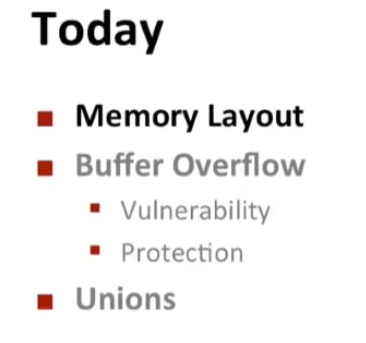 Today
Memory Layout
Buffer Overflow
Vulnerability
Protection
Unions